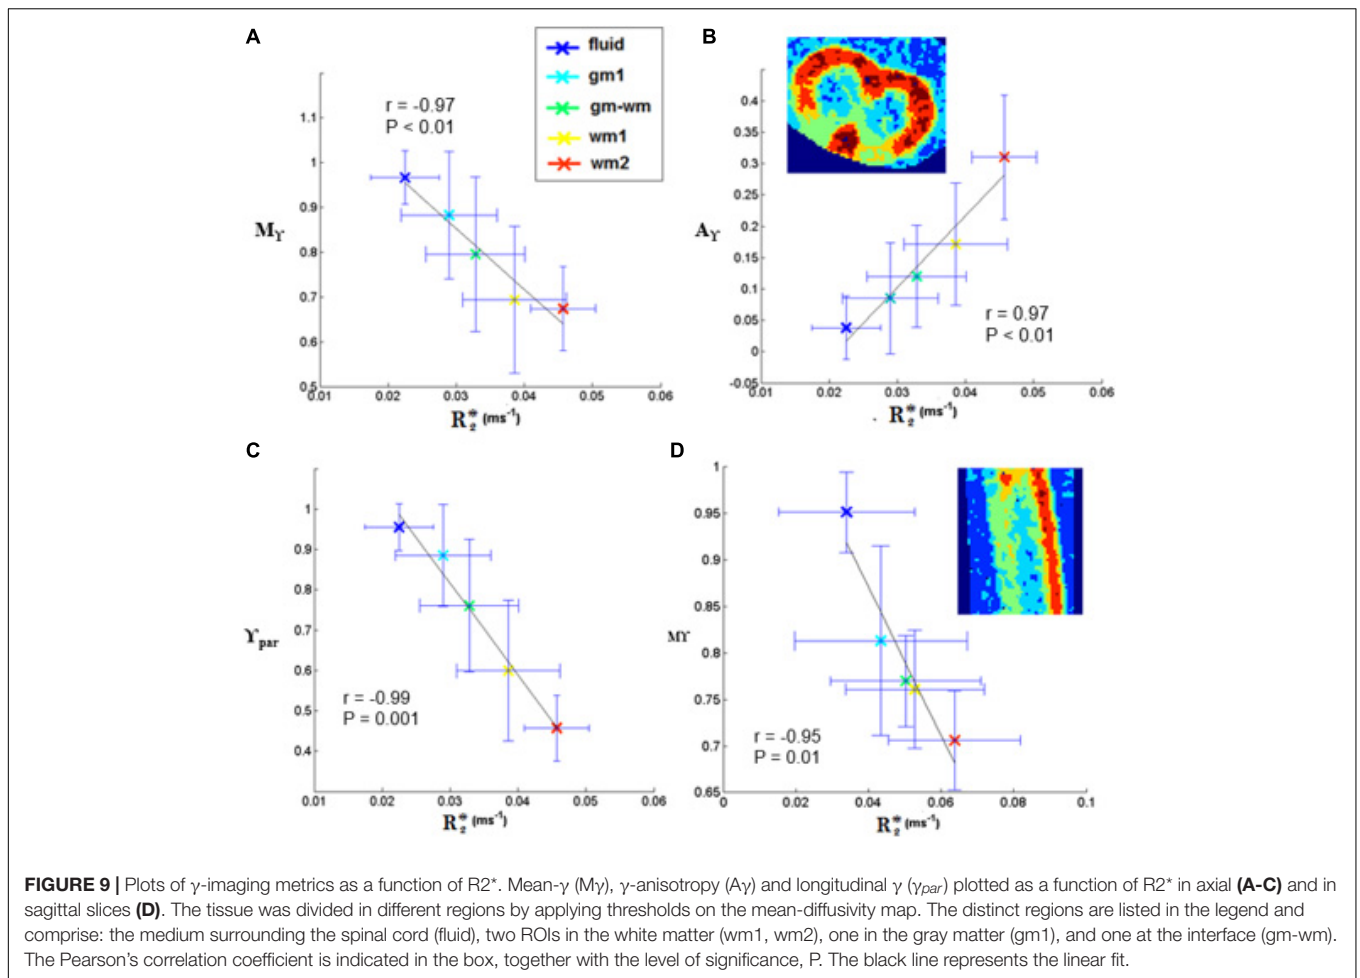 A
fluid
gm1
gm-wm
wm1
wm2
r = -0.97
P < 0.01
1.1
1
0.9
0.8
0.7
0.6
0.5
Mϒ
0.01 0.02 0.03 0.04 0.05 0.06
R₂* (ms⁻¹)
B
0.4
0.35
0.3
0.25
0.2
0.15
0.1
0.05
0
-0.05
Aϒ
r = 0.97
P < 0.01
0.01 0.02 0.03 0.04 0.05 0.06
R₂* (ms⁻¹)
C
1
0.9
0.8
0.7
0.6
0.5
0.4
ϒpar
r = -0.99
P = 0.001
0.01 0.02 0.03 0.04 0.05 0.06
R₂* (ms⁻¹)
D
1
0.95
0.9
0.85
0.8
0.75
0.7
0.65
Mϒ
r = -0.95
P = 0.01
0 0.02 0.04 0.06 0.08 0.1
R₂* (ms⁻¹)
FIGURE 9 | Plots of γ-imaging metrics as a function of R2*. Mean-γ (Mγ), γ-anisotropy (Aγ) and longitudinal γ (γpar) plotted as a function of R2* in axial (A-C) and in
sagittal slices (D). The tissue was divided in different regions by applying thresholds on the mean-diffusivity map. The distinct regions are listed in the legend and
comprise: the medium surrounding the spinal cord (fluid), two ROIs in the white matter (wm1, wm2), one in the gray matter (gm1), and one at the interface (gm-wm).
The Pearson's correlation coefficient is indicated in the box, together with the level of significance, P. The black line represents the linear fit.